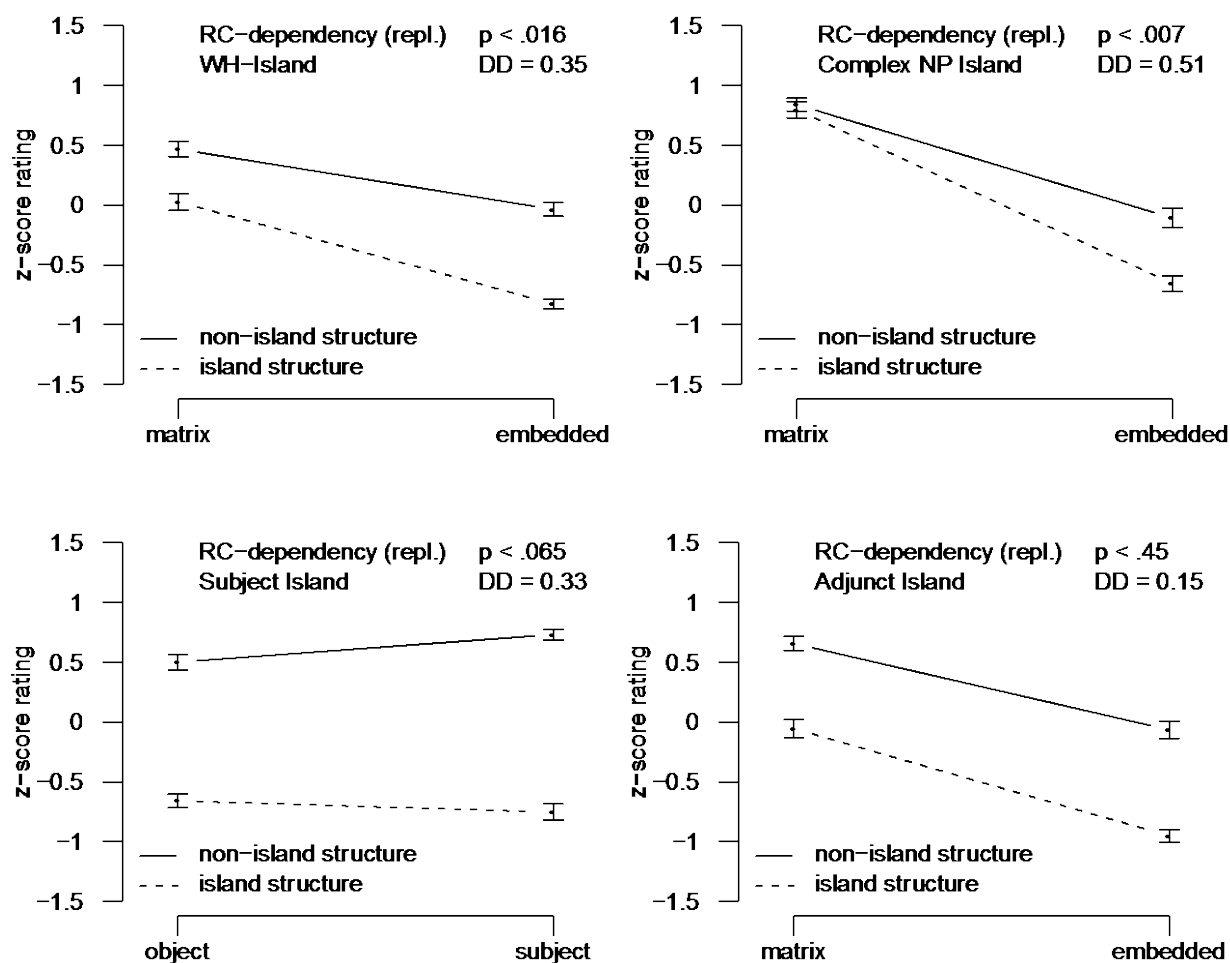 RC−dependency (repl.) p < .016
WH−Island DD = 0.35
z−score rating
1.5
1
0.5
0
−0.5
−1
−1.5
non−island structure
island structure
matrix embedded
RC−dependency (repl.) p < .007
Complex NP Island DD = 0.51
z−score rating
1.5
1
0.5
0
−0.5
−1
−1.5
non−island structure
island structure
matrix embedded
RC−dependency (repl.) p < .065
Subject Island DD = 0.33
z−score rating
1.5
1
0.5
0
−0.5
−1
−1.5
non−island structure
island structure
object subject
RC−dependency (repl.) p < .45
Adjunct Island DD = 0.15
z−score rating
1.5
1
0.5
0
−0.5
−1
−1.5
non−island structure
island structure
matrix embedded